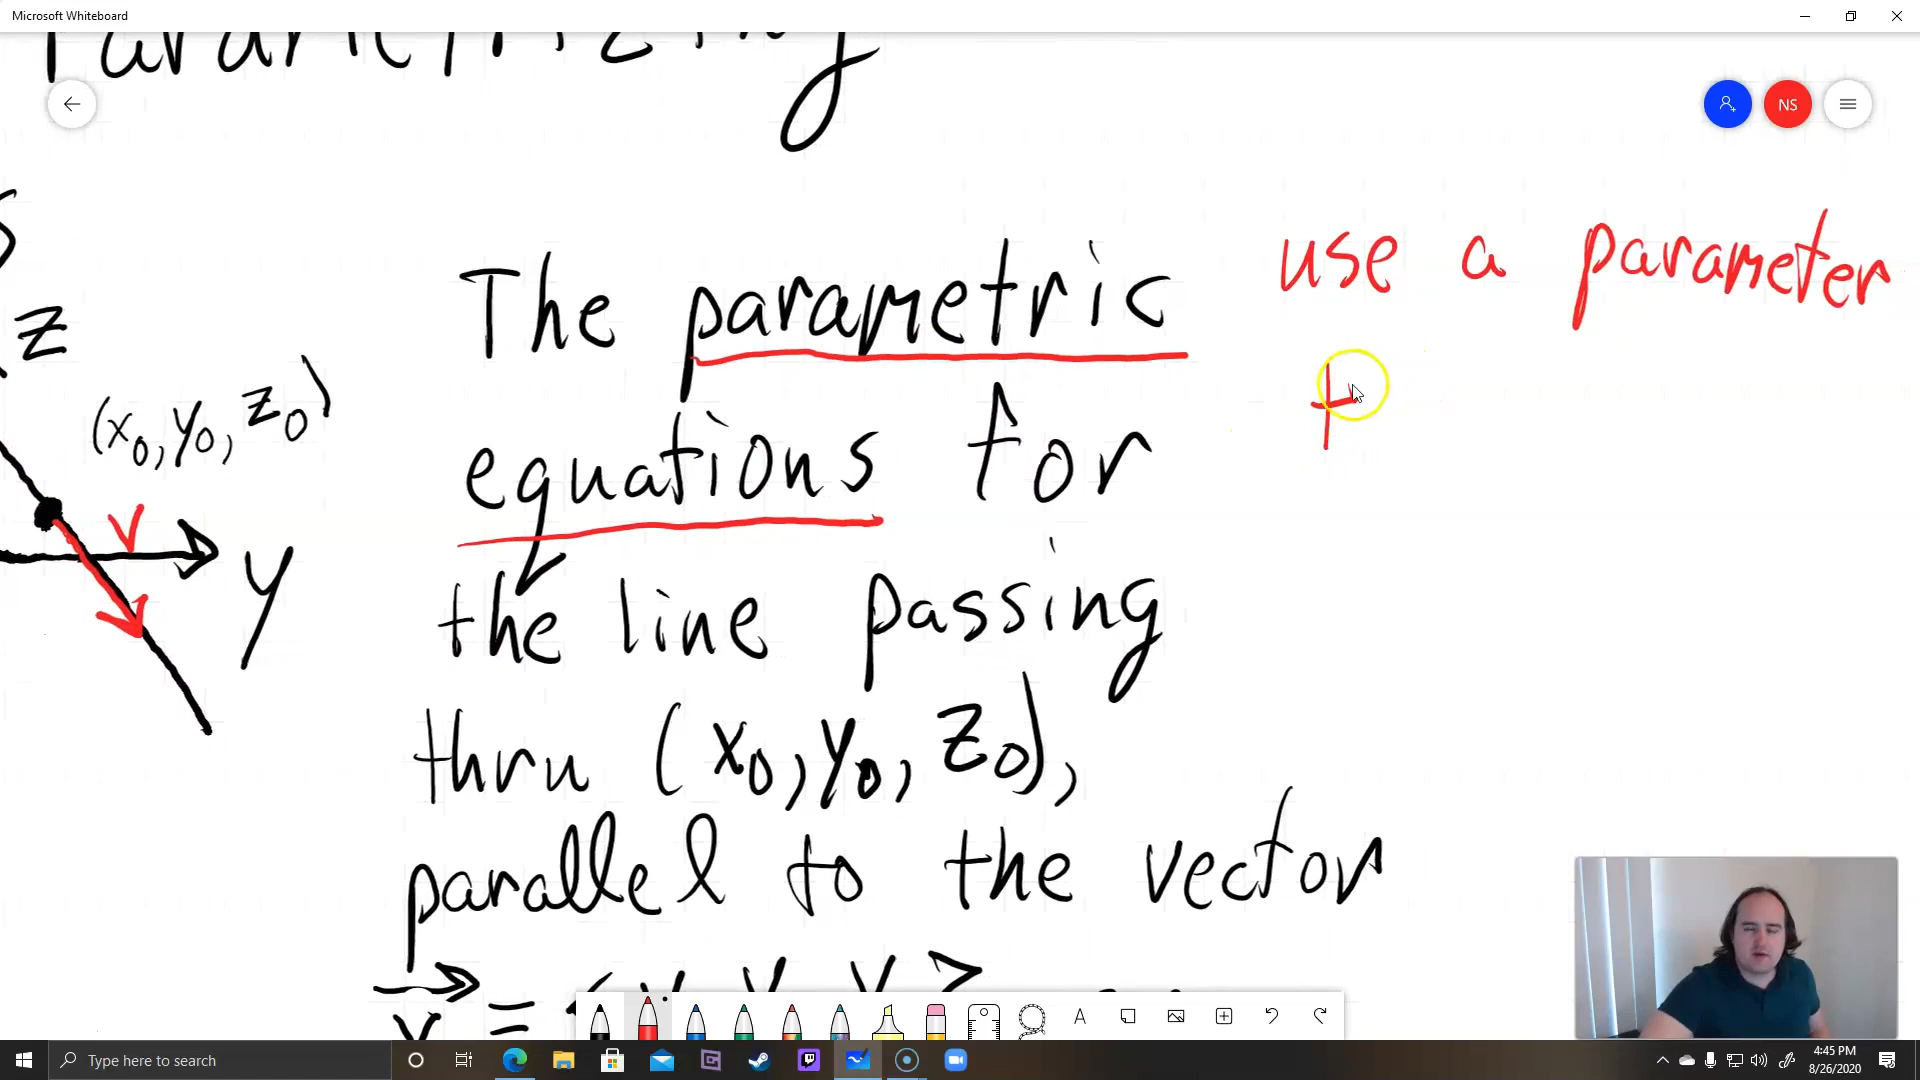 Microsoft Whiteboard
Parametrizing
NS
use a parameter
t
z
(x₀, y₀, z₀)
v
y
The parametric
equations for
the line passing
thru (x₀, y₀, z₀),
parallel to the vector
v = < v v v >
Type here to search
4:45 PM
8/26/2020